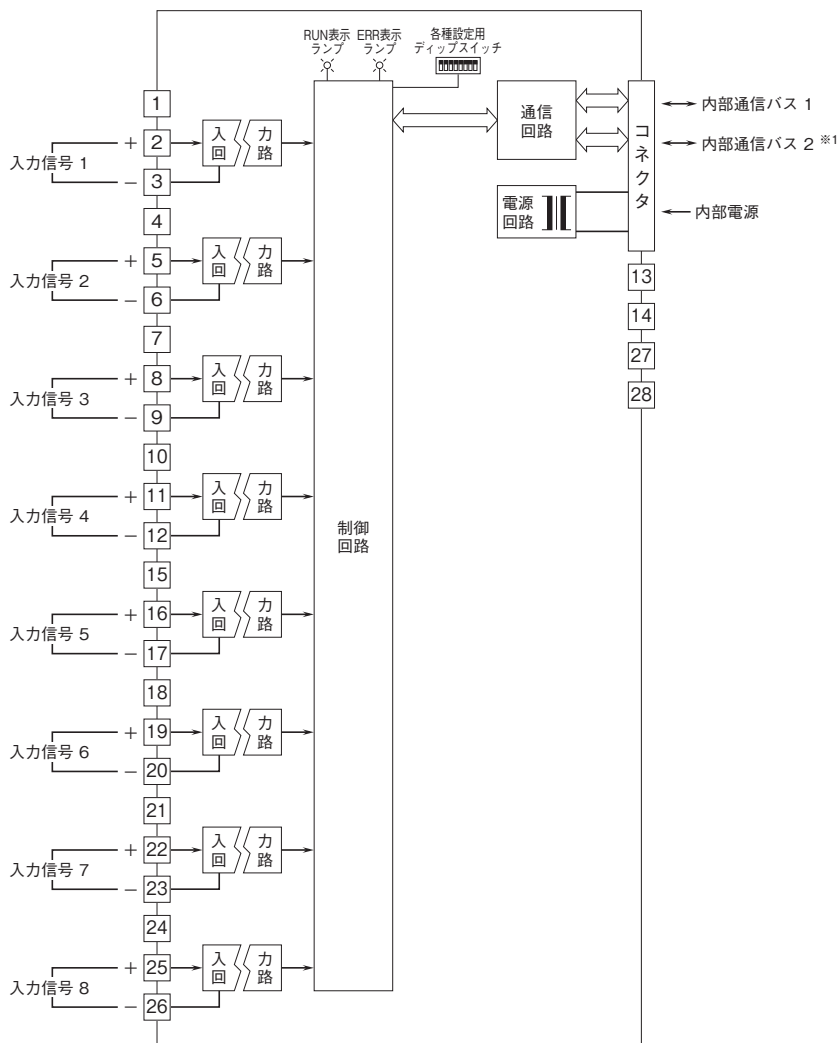 RUN表示
ランプ
ERR表示
ランプ
各種設定用
ディップスイッチ
通信
回路
コネクタ
内部通信バス 1
内部通信バス 2 ※1
電源
回路
内部電源
13
14
27
28
制御
回路
1
入力信号 1
+ 2
− 3
入 力
回 路
4
入力信号 2
+ 5
− 6
入 力
回 路
7
入力信号 3
+ 8
− 9
入 力
回 路
10
入力信号 4
+ 11
− 12
入 力
回 路
15
入力信号 5
+ 16
− 17
入 力
回 路
18
入力信号 6
+ 19
− 20
入 力
回 路
21
入力信号 7
+ 22
− 23
入 力
回 路
24
入力信号 8
+ 25
− 26
入 力
回 路